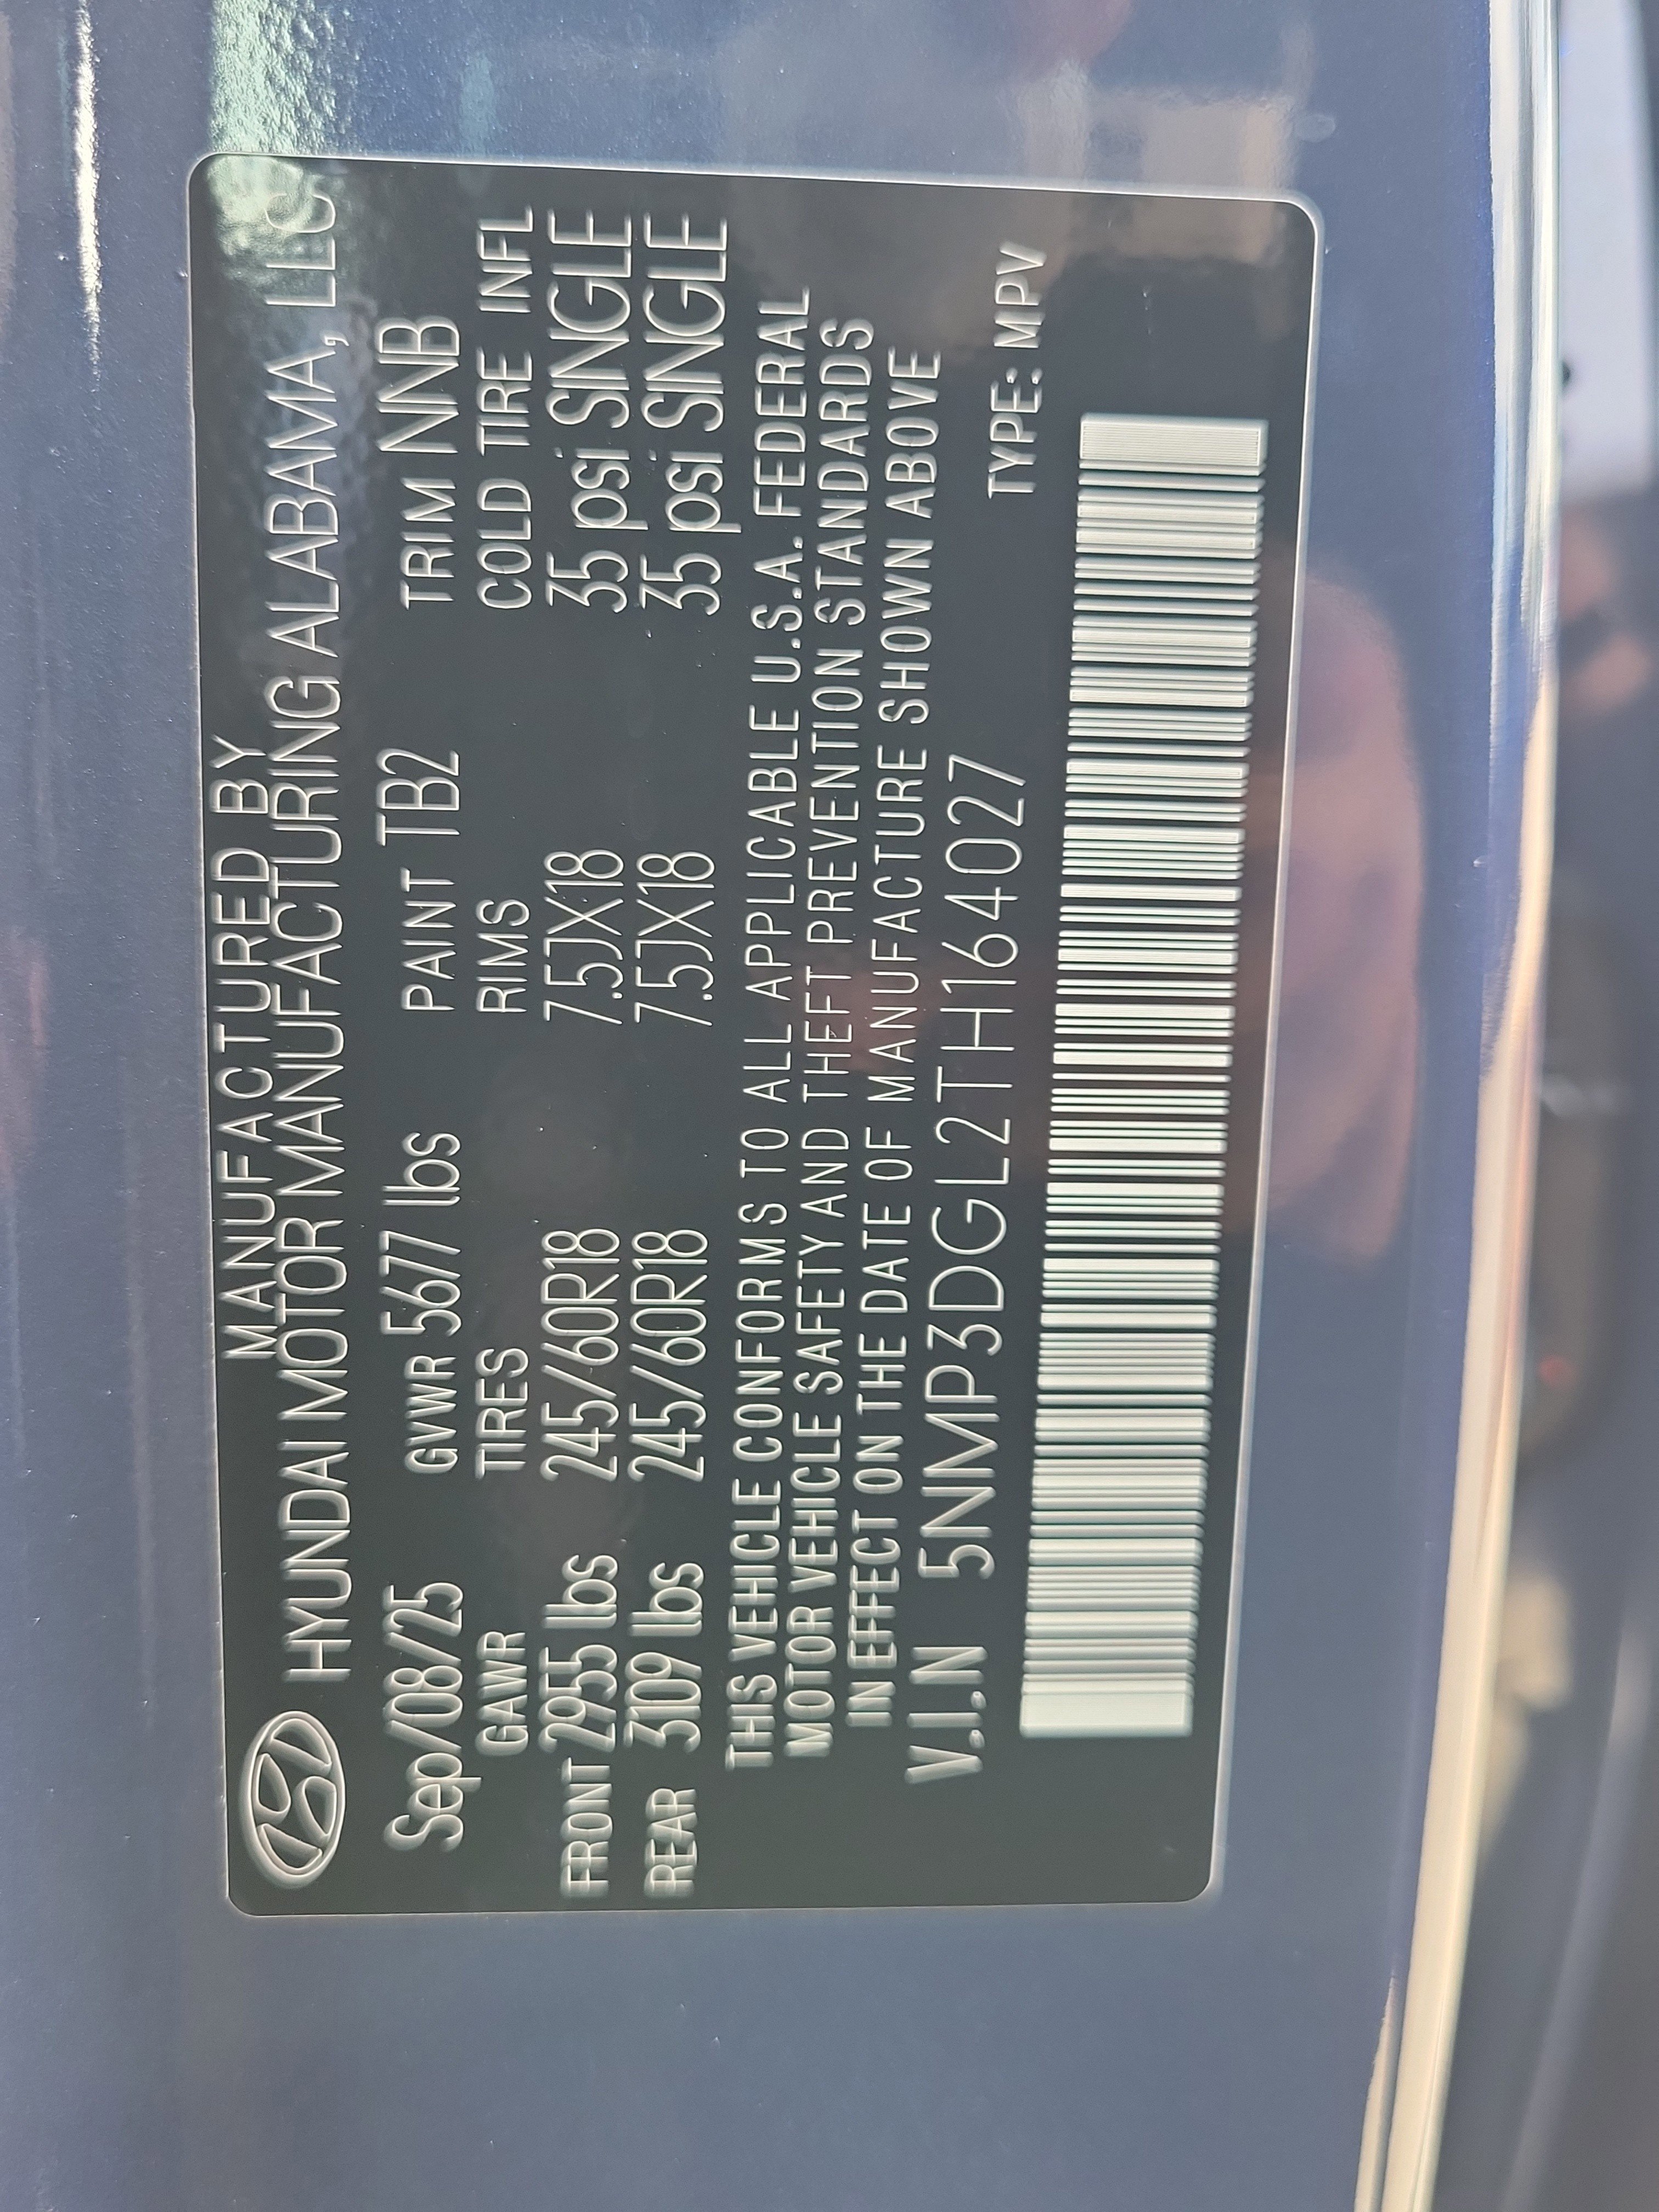 MANUFACTURED BY
HYUNDAI MOTOR MANUFACTURING ALABAMA, LLC
Sep/08/25 GVWR 5677 lbs PAINT TB2 TRIM NNB
GAWR TIRES RIMS COLD TIRE INFL
FRONT 2955 lbs 245/60R18 7.5JX18 35 psi SINGLE
REAR 3109 lbs 245/60R18 7.5JX18 35 psi SINGLE
THIS VEHICLE CONFORMS TO ALL APPLICABLE U.S.A. FEDERAL
MOTOR VEHICLE SAFETY AND THEFT PREVENTION STANDARDS
IN EFFECT ON THE DATE OF MANUFACTURE SHOWN ABOVE
V.I.N 5NMP3DGL2TH164027 TYPE: MPV